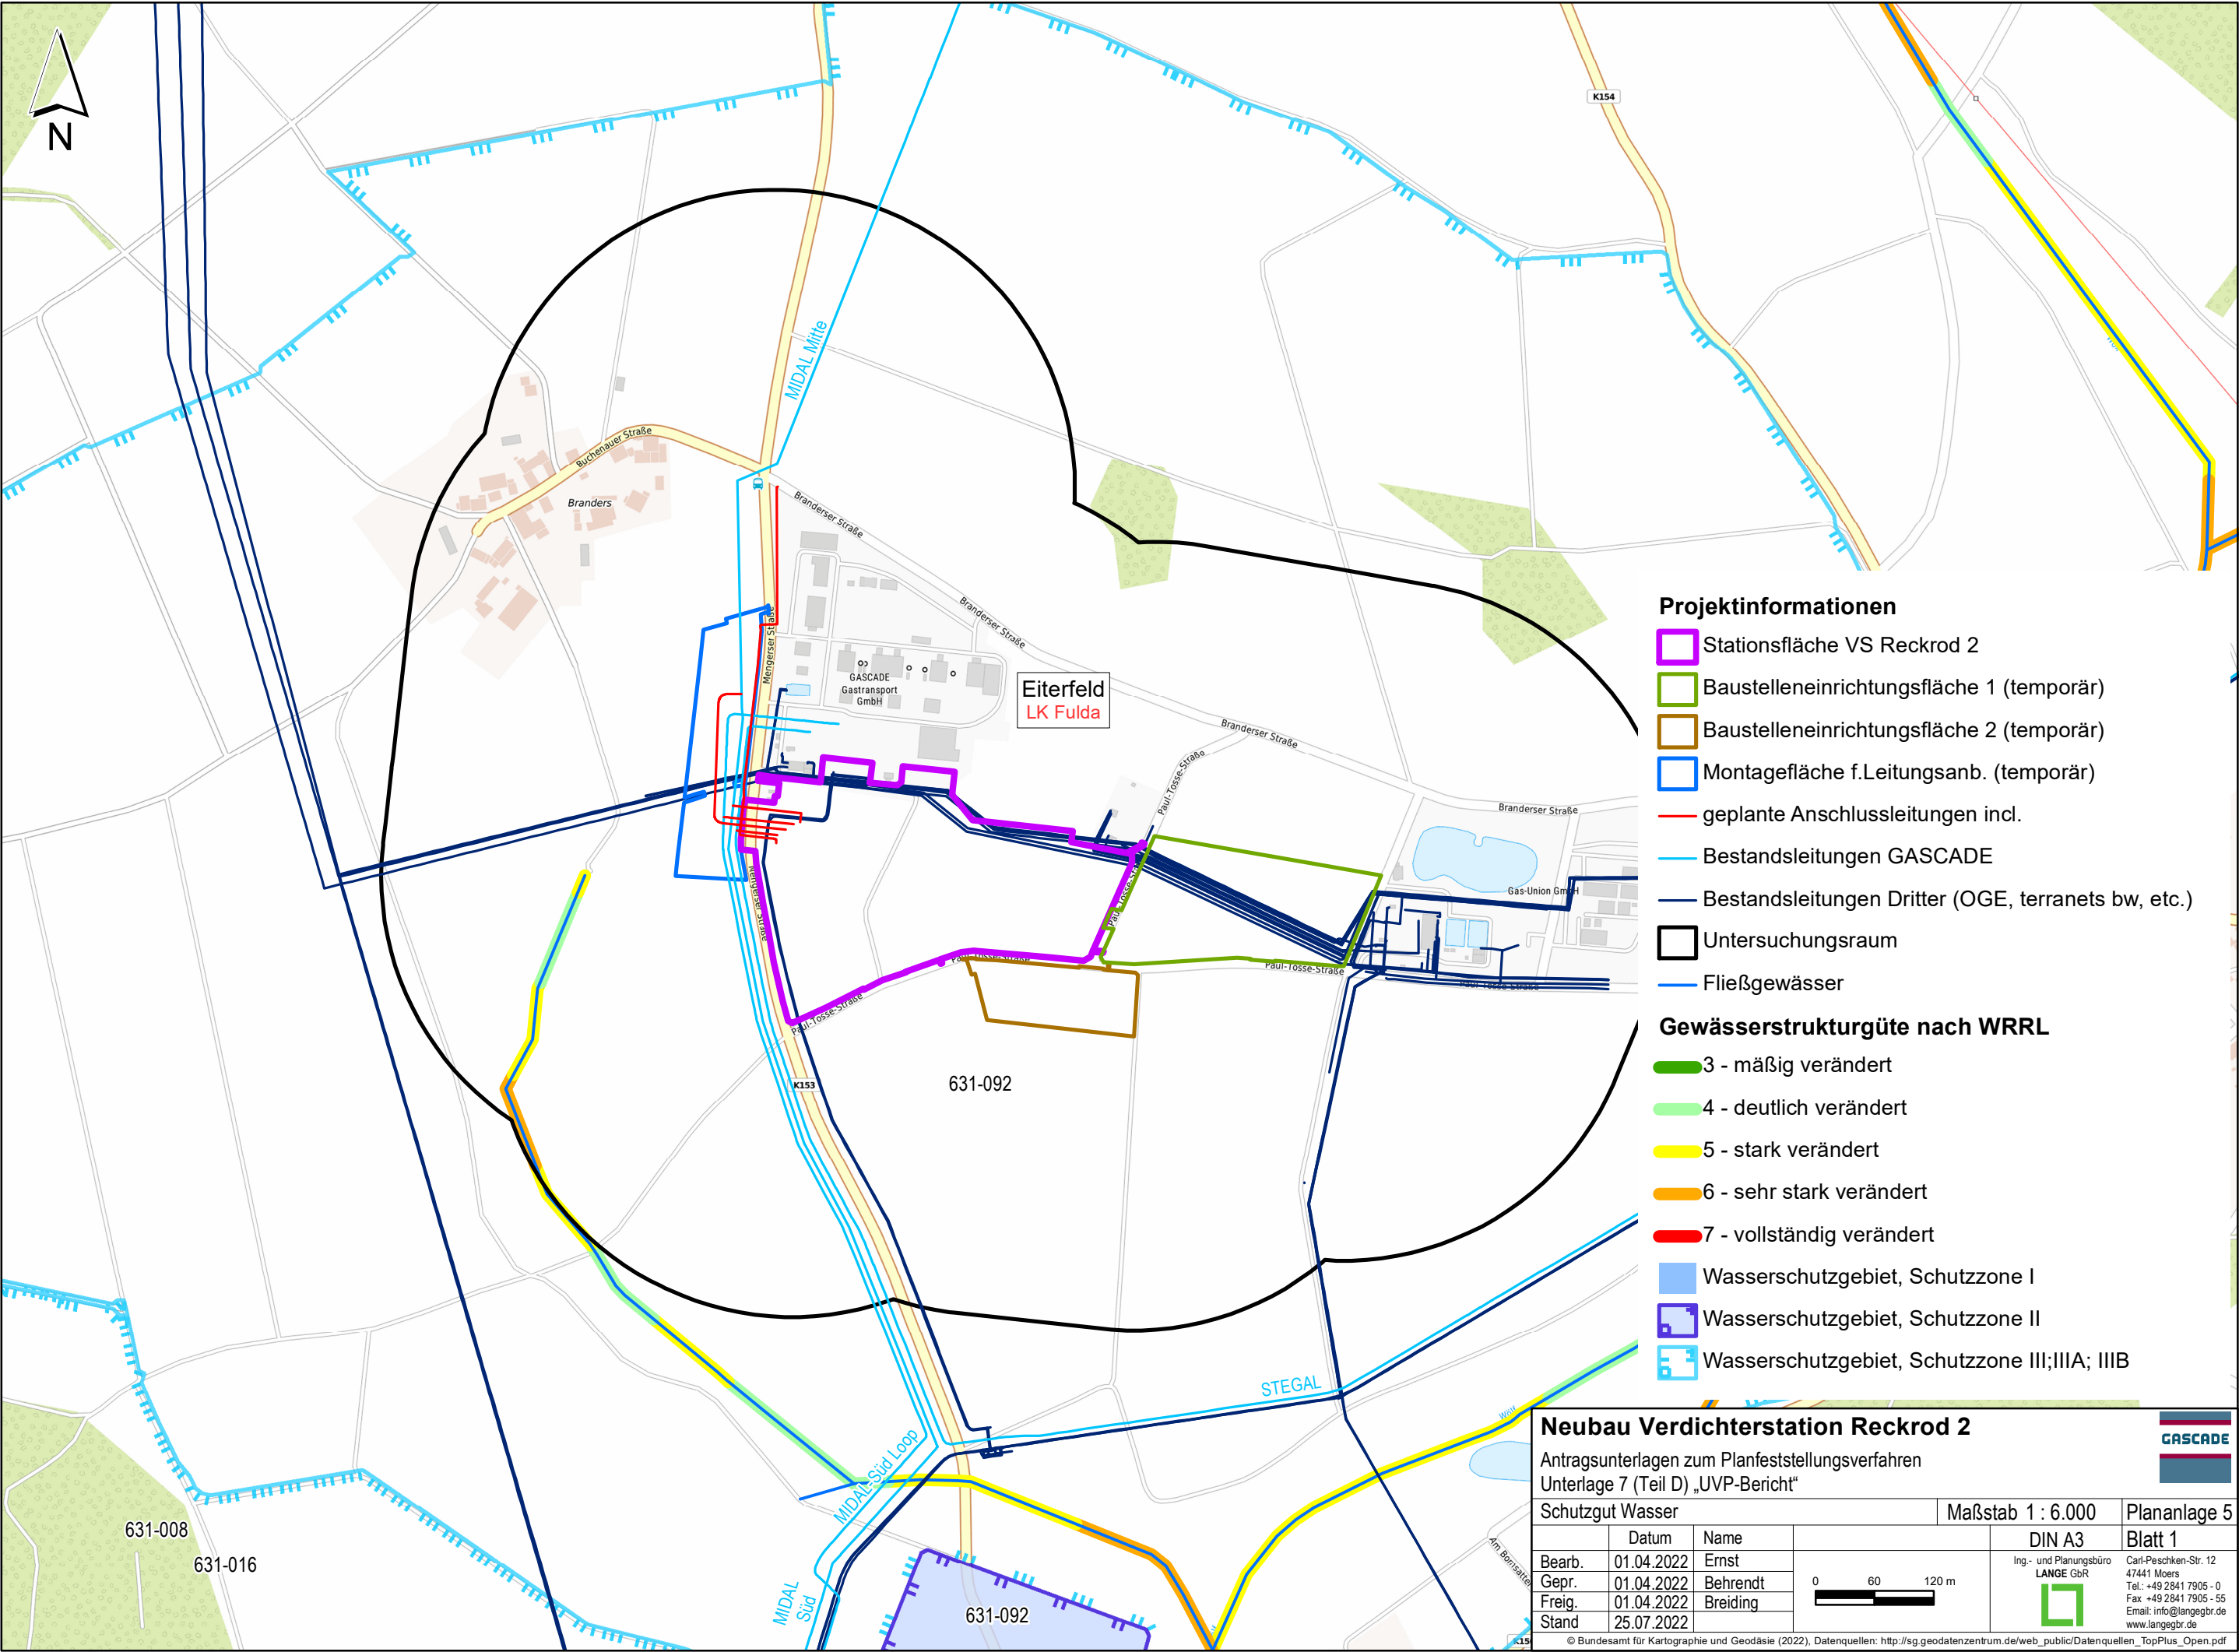 N
K154
MIDAL Mitte
Buchenauer Straße
Branders
Branderser Straße
Branderser Straße
Mengerser Straße
GASCADE
Gastransport
GmbH
Eiterfeld
LK Fulda
Branderser Straße
Paul-Tosse-Straße
Branderser Straße
Gas-Union GmbH
Mengerser Straße
Paul-Tosse-Straße
Paul-Tosse-Straße
Paul-Tosse-Straße
Paul-Tosse-Straße
Paul-Tosse-Straße
K153
631-092
STEGAL
MIDAL-Süd Loop
MIDAL
Süd
631-008
631-016
631-092
Projektinformationen
Stationsfläche VS Reckrod 2
Baustelleneinrichtungsfläche 1 (temporär)
Baustelleneinrichtungsfläche 2 (temporär)
Montagefläche f.Leitungsanb. (temporär)
geplante Anschlussleitungen incl.
Bestandsleitungen GASCADE
Bestandsleitungen Dritter (OGE, terranets bw, etc.)
Untersuchungsraum
Fließgewässer
Gewässerstrukturgüte nach WRRL
3 - mäßig verändert
4 - deutlich verändert
5 - stark verändert
6 - sehr stark verändert
7 - vollständig verändert
Wasserschutzgebiet, Schutzzone I
Wasserschutzgebiet, Schutzzone II
Wasserschutzgebiet, Schutzzone III;IIIA; IIIB
Neubau Verdichterstation Reckrod 2
GASCADE
Antragsunterlagen zum Planfeststellungsverfahren
Unterlage 7 (Teil D) „UVP-Bericht“
Schutzgut Wasser
Maßstab 1 : 6.000
Plananlage 5
Datum Name
DIN A3
Blatt 1
Bearb. 01.04.2022 Ernst
Gepr. 01.04.2022 Behrendt
Freig. 01.04.2022 Breiding
Stand 25.07.2022
0 60 120 m
Ing.- und Planungsbüro
LANGE GbR
Carl-Peschken-Str. 12
47441 Moers
Tel.: +49 2841 7905 - 0
Fax +49 2841 7905 - 55
Email: info@langegbr.de
www.langegbr.de
© Bundesamt für Kartographie und Geodäsie (2022), Datenquellen: http://sg.geodatenzentrum.de/web_public/Datenquellen_TopPlus_Open.pdf